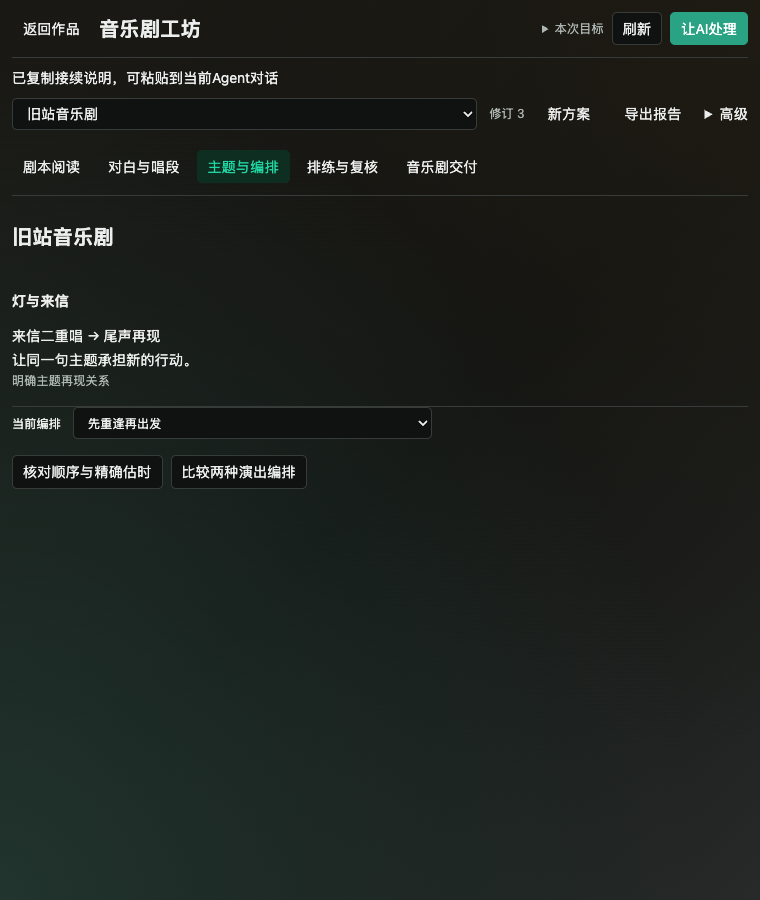 返回作品 音乐剧工坊 ▶ 本次目标 刷新 让AI处理
已复制接续说明，可粘贴到当前Agent对话
旧站音乐剧 修订 3 新方案 导出报告 ▶ 高级
剧本阅读 对白与唱段 主题与编排 排练与复核 音乐剧交付
旧站音乐剧
灯与来信
来信二重唱 → 尾声再现
让同一句主题承担新的行动。
明确主题再现关系
当前编排 先重逢再出发
核对顺序与精确估时 比较两种演出编排